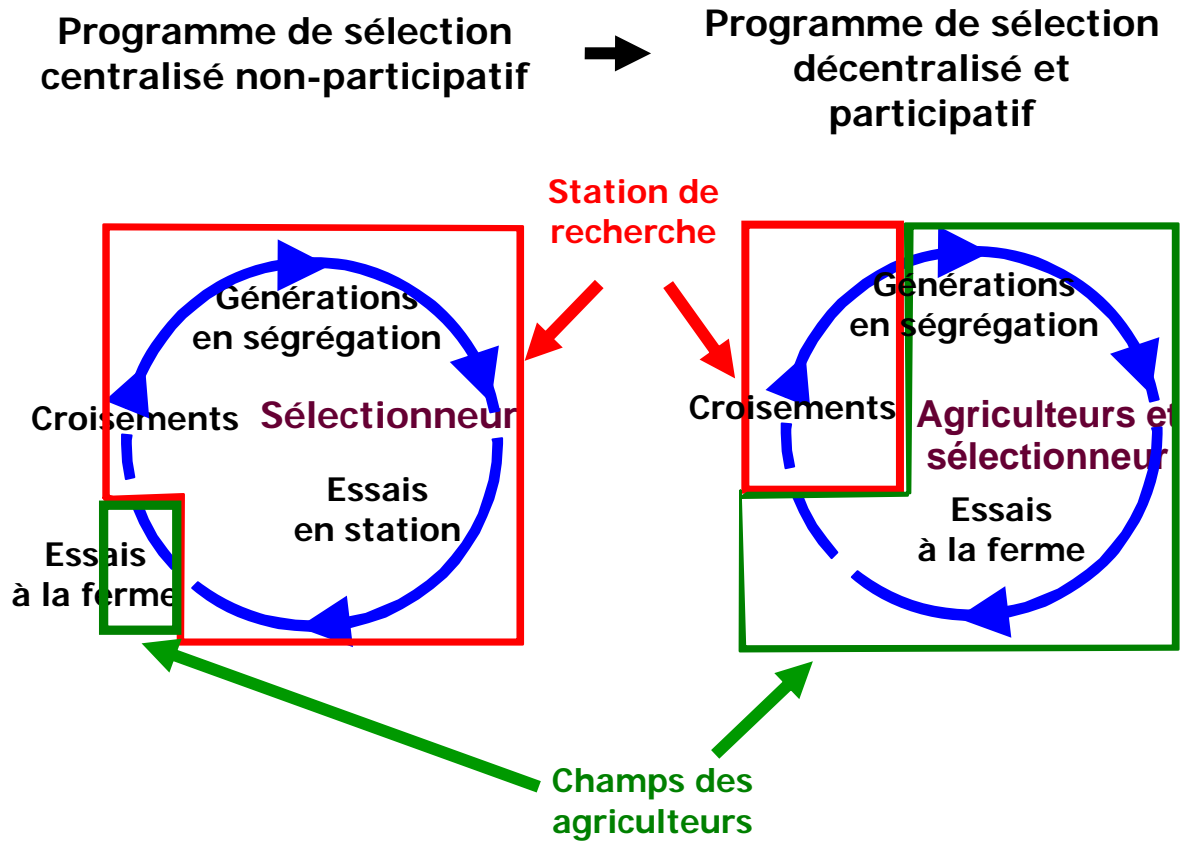 Programme de sélection
centralisé non-participatif
Programme de sélection
décentralisé et
participatif
Station de
recherche
Générations
en ségrégation
Croisements
Sélectionneur
Essais
en station
Essais
à la ferme
Générations
en ségrégation
Croisements
Agriculteurs et
sélectionneur
Essais
à la ferme
Champs des
agriculteurs